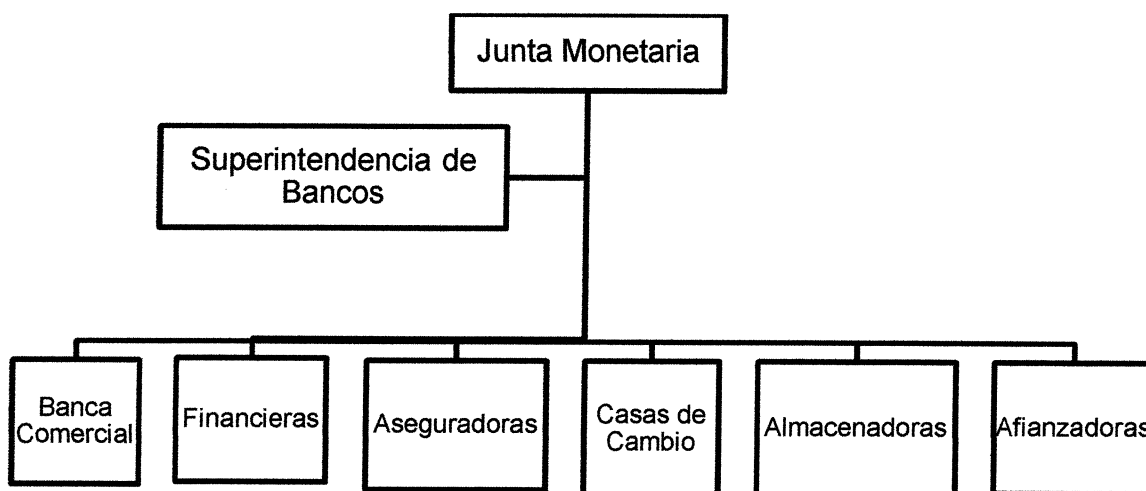 Junta Monetaria
Superintendencia de
Bancos
Banca
Comercial
Financieras
Aseguradoras
Casas de
Cambio
Almacenadoras
Afianzadoras